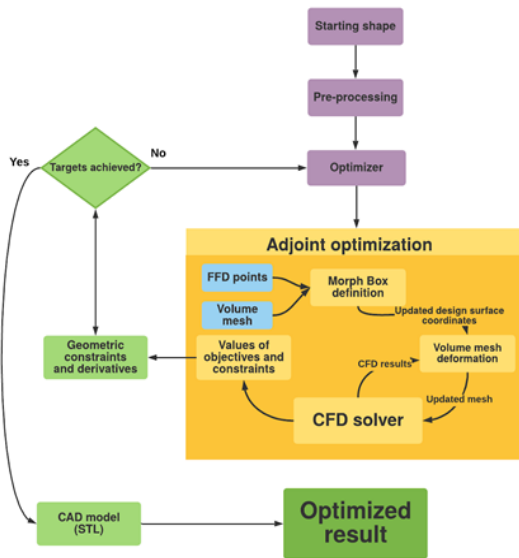 Starting shape
Pre-processing
Yes
Targets achieved?
No
Optimizer
Adjoint optimization
FFD points
Volume
mesh
Morph Box
definition
Updated design surface
coordinates
Geometric
constraints
and derivatives
Values of
objectives and
constraints
CFD results
Volume mesh
deformation
Updated mesh
CFD solver
CAD model
(STL)
Optimized
result